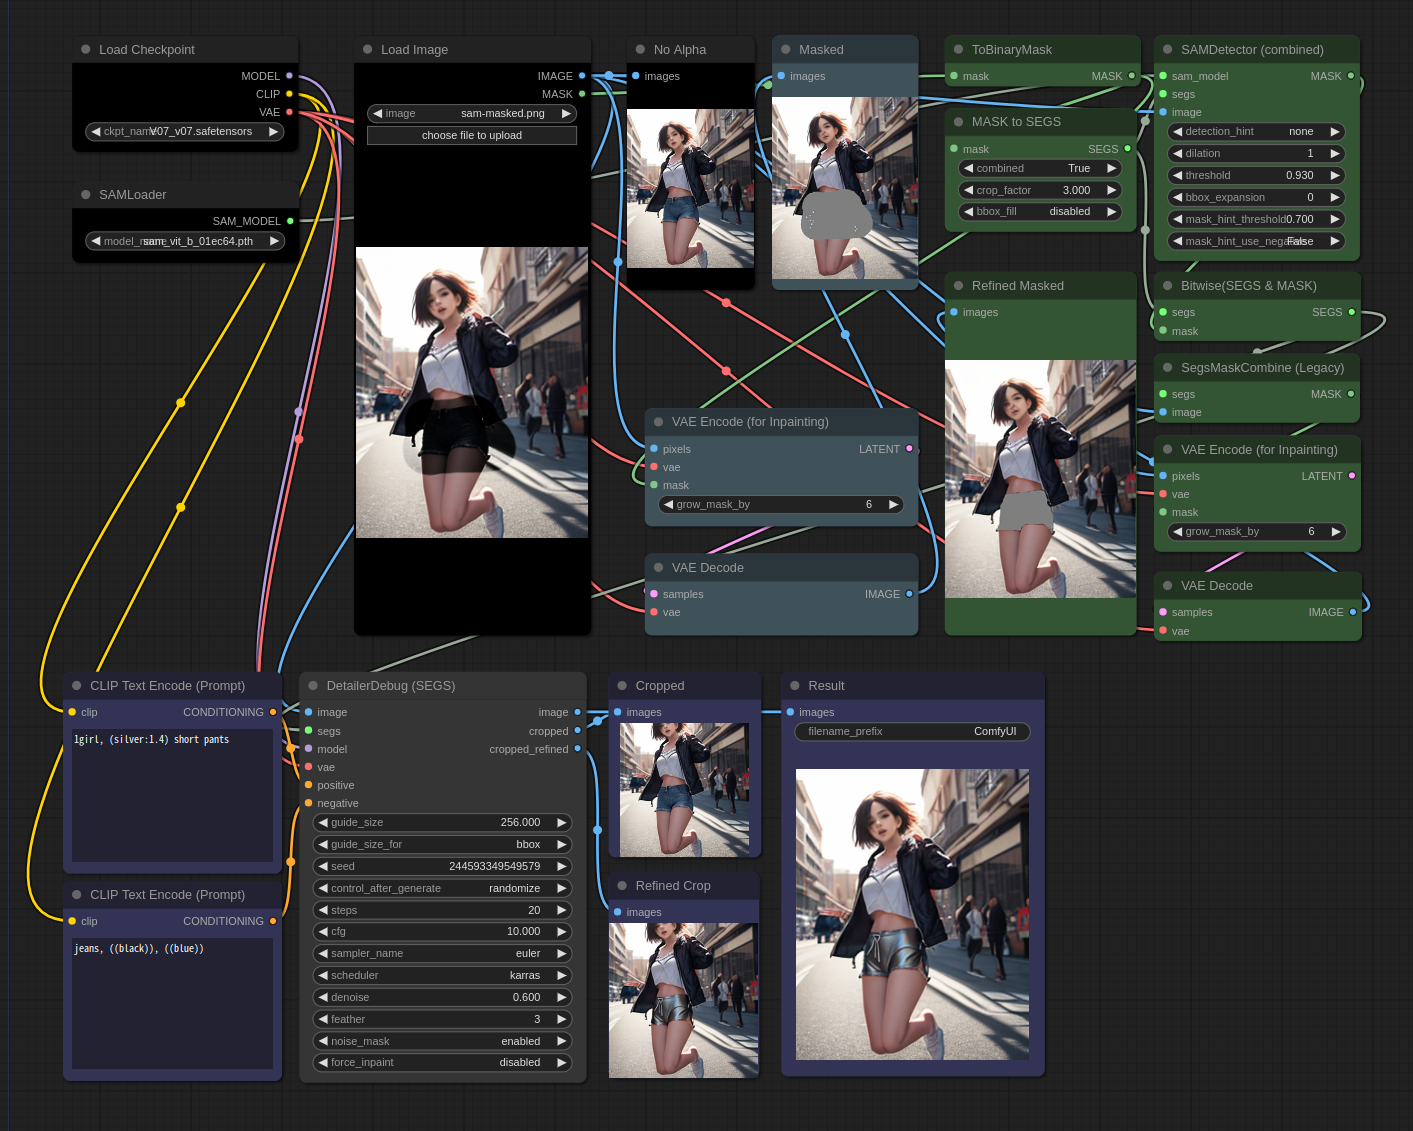 Load Checkpoint
MODEL
CLIP
VAE
ckpt_name V07_v07.safetensors
SAMLoader
SAM_MODEL
model_name sam_vit_b_01ec64.pth
Load Image
IMAGE
MASK
image sam-masked.png
choose file to upload
No Alpha
images
Masked
images
ToBinaryMask
mask MASK
MASK to SEGS
mask SEGS
combined True
crop_factor 3.000
bbox_fill disabled
SAMDetector (combined)
sam_model MASK
segs
image
detection_hint none
dilation 1
threshold 0.930
bbox_expansion 0
mask_hint_threshold 0.700
mask_hint_use_negative False
Refined Masked
images
Bitwise(SEGS & MASK)
segs SEGS
mask
SegsMaskCombine (Legacy)
segs MASK
image
VAE Encode (for Inpainting)
pixels LATENT
vae
mask
grow_mask_by 6
VAE Encode (for Inpainting)
pixels LATENT
vae
mask
grow_mask_by 6
VAE Decode
samples IMAGE
vae
VAE Decode
samples IMAGE
vae
CLIP Text Encode (Prompt)
clip CONDITIONING
1girl, (silver:1.4) short pants
CLIP Text Encode (Prompt)
clip CONDITIONING
jeans, ((black)), ((blue))
DetailerDebug (SEGS)
image image
segs cropped
model cropped_refined
vae
positive
negative
guide_size 256.000
guide_size_for bbox
seed 244593349549579
control_after_generate randomize
steps 20
cfg 10.000
sampler_name euler
scheduler karras
denoise 0.600
feather 3
noise_mask enabled
force_inpaint disabled
Cropped
images
Refined Crop
images
Result
images
filename_prefix ComfyUI